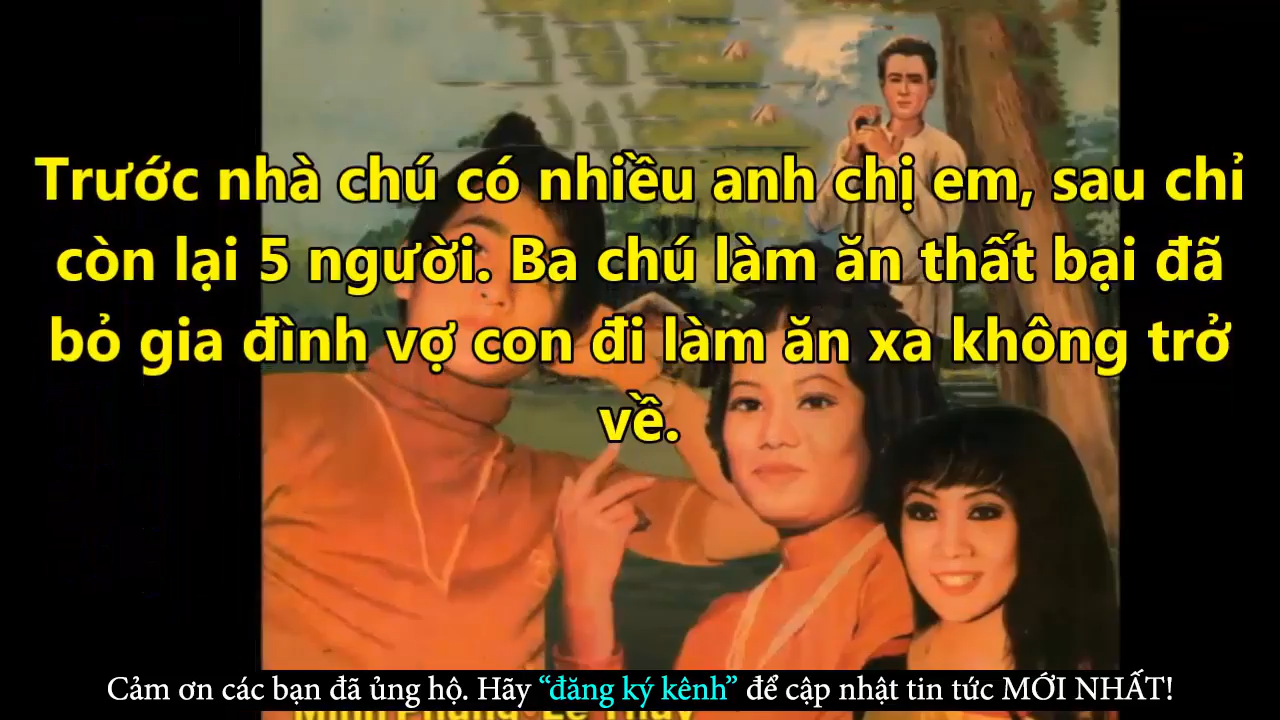 Trước nhà chú có nhiều anh chị em, sau chỉ
còn lại 5 người. Ba chú làm ăn thất bại đã
bỏ gia đình vợ con đi làm ăn xa không trở
về.
Cảm ơn các bạn đã ủng hộ. Hãy “đăng ký kênh” để cập nhật tin tức MỚI NHẤT!